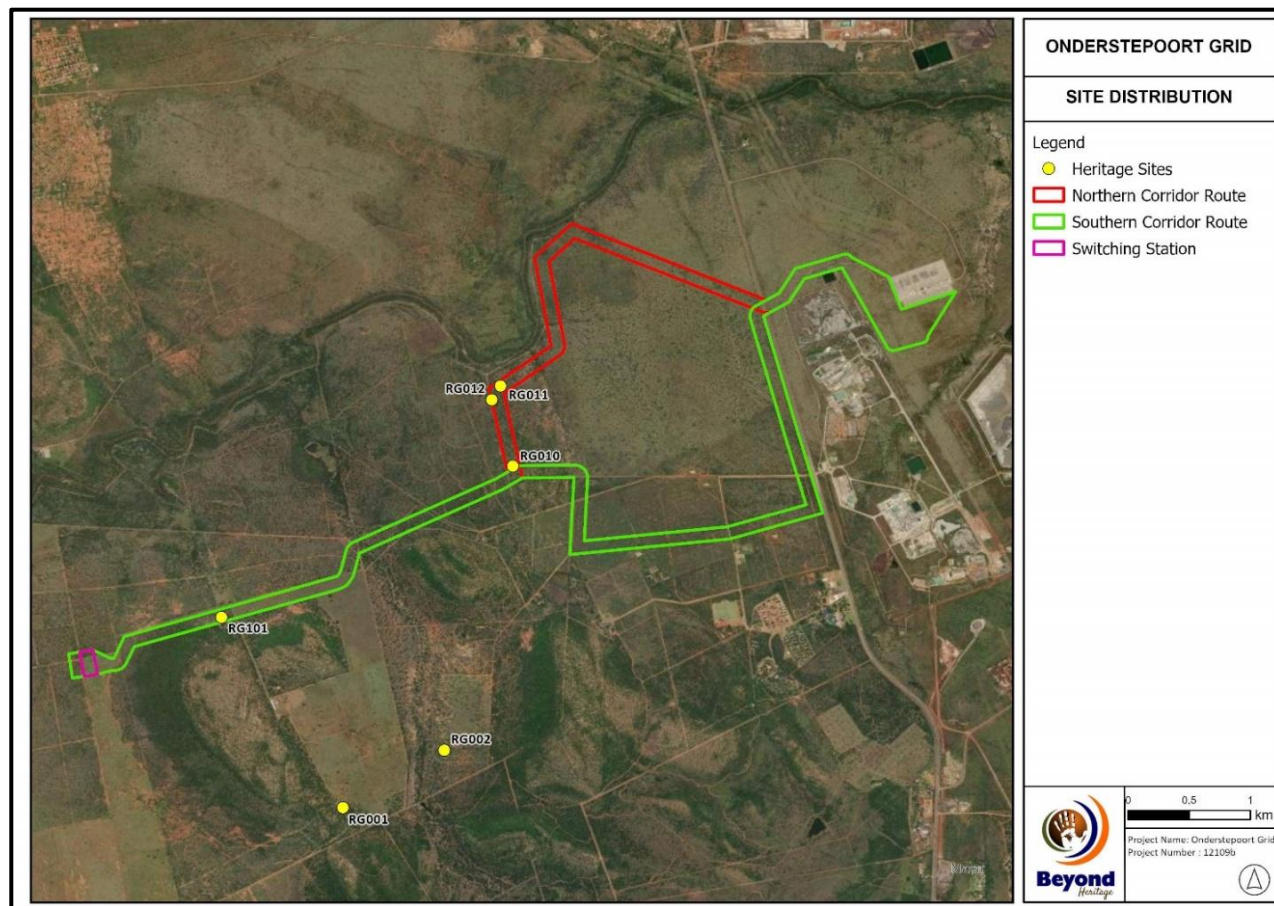 ONDERSTEPOORT GRID
SITE DISTRIBUTION
Legend
Heritage Sites
Northern Corridor Route
Southern Corridor Route
Switching Station
RG012
RG011
RG010
RG101
RG002
RG001
0 0.5 1
km
Project Name: Onderstepoort Grid
Project Number : 12109b
Beyond
Heritage